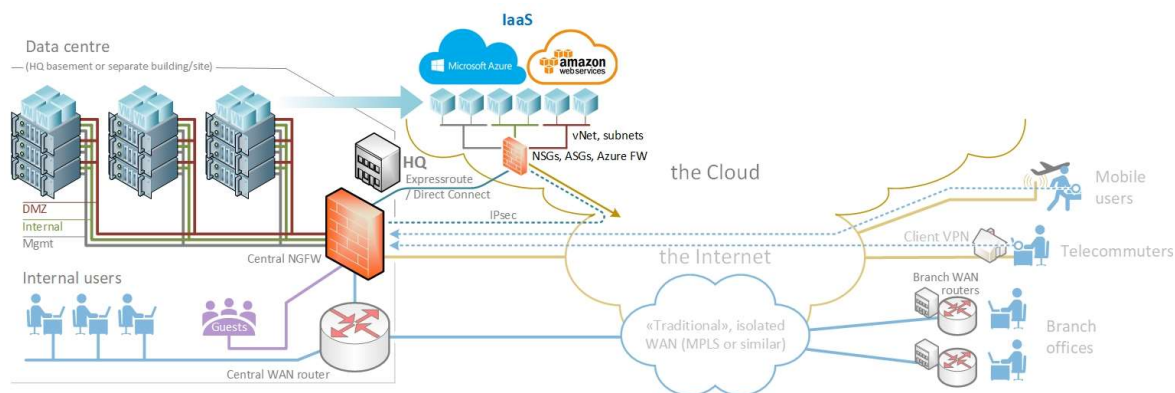 IaaS
Data centre
(HQ basement or separate building/site)
Microsoft Azure
amazon
web services
vNet, subnets
NSGs, ASGs, Azure FW
HQ
Expressroute
/ Direct Connect
the Cloud
IPsec
Mobile
users
DMZ
Internal
Mgmt
Central NGFW
Client VPN
Telecommuters
the Internet
Internal users
Guests
Branch WAN
routers
«Traditional», isolated
WAN (MPLS or similar)
Branch
offices
Central WAN router